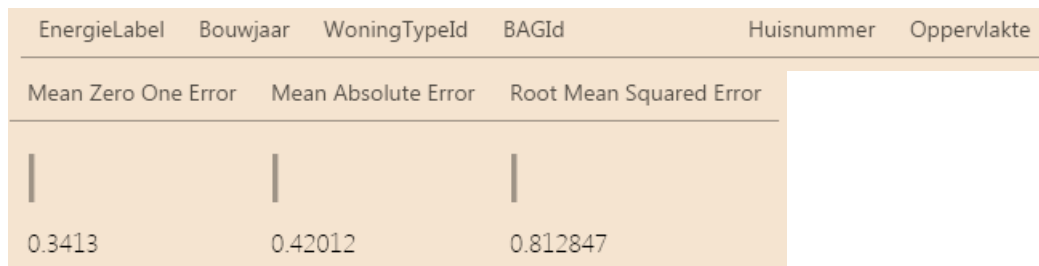 EnergieLabel Bouwjaar WoningTypeId BAGId Huisnummer Oppervlakte
Mean Zero One Error Mean Absolute Error Root Mean Squared Error
0.3413 0.42012 0.812847